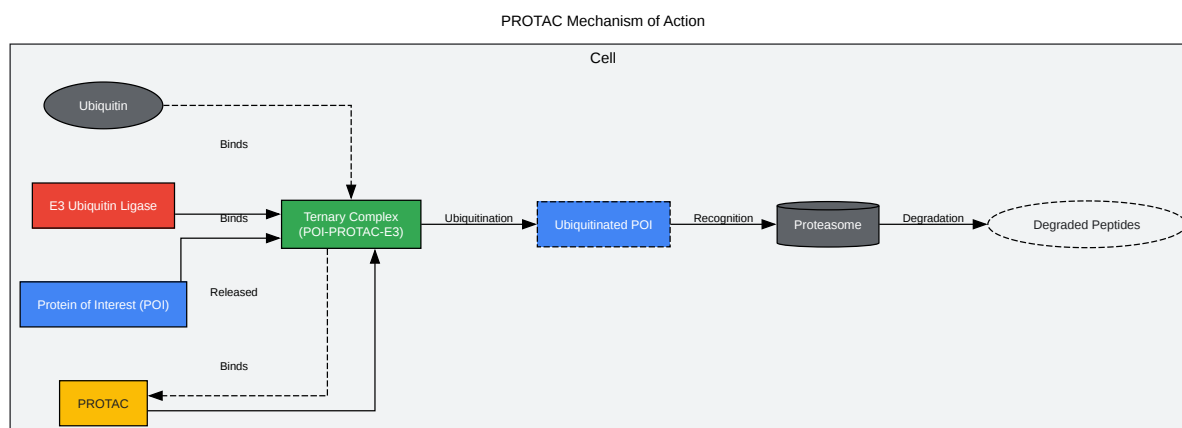 PROTAC Mechanism of Action
Cell
Ubiquitin
Binds
E3 Ubiquitin Ligase
Binds
Ternary Complex
(POI-PROTAC-E3)
Ubiquitination
Ubiquitinated POI
Recognition
Proteasome
Degradation
Degraded Peptides
Protein of Interest (POI)
Released
Binds
PROTAC